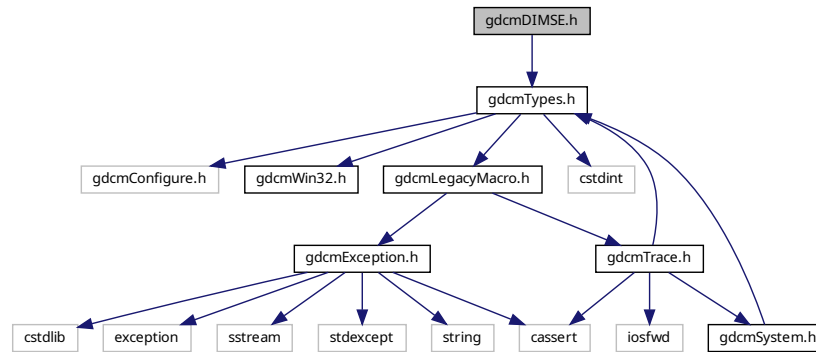 gdcmDIMSE.h
gdcmTypes.h
gdcmConfigure.h
gdcmWin32.h
gdcmLegacyMacro.h
cstdint
gdcmException.h
gdcmTrace.h
cstdlib
exception
sstream
stdexcept
string
cassert
iosfwd
gdcmSystem.h